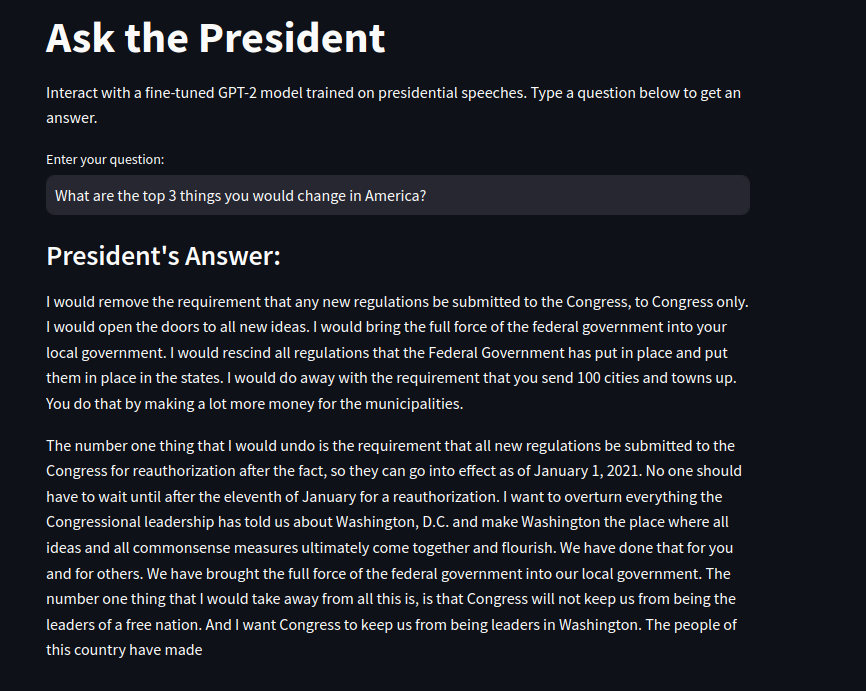 Ask the President
Interact with a fine-tuned GPT-2 model trained on presidential speeches. Type a question below to get an
answer.
Enter your question:
What are the top 3 things you would change in America?
President's Answer:
I would remove the requirement that any new regulations be submitted to the Congress, to Congress only.
I would open the doors to all new ideas. I would bring the full force of the federal government into your
local government. I would rescind all regulations that the Federal Government has put in place and put
them in place in the states. I would do away with the requirement that you send 100 cities and towns up.
You do that by making a lot more money for the municipalities.
The number one thing that I would undo is the requirement that all new regulations be submitted to the
Congress for reauthorization after the fact, so they can go into effect as of January 1, 2021. No one should
have to wait until after the eleventh of January for a reauthorization. I want to overturn everything the
Congressional leadership has told us about Washington, D.C. and make Washington the place where all
ideas and all commonsense measures ultimately come together and flourish. We have done that for you
and for others. We have brought the full force of the federal government into our local government. The
number one thing that I would take away from all this is, is that Congress will not keep us from being the
leaders of a free nation. And I want Congress to keep us from being leaders in Washington. The people of
this country have made